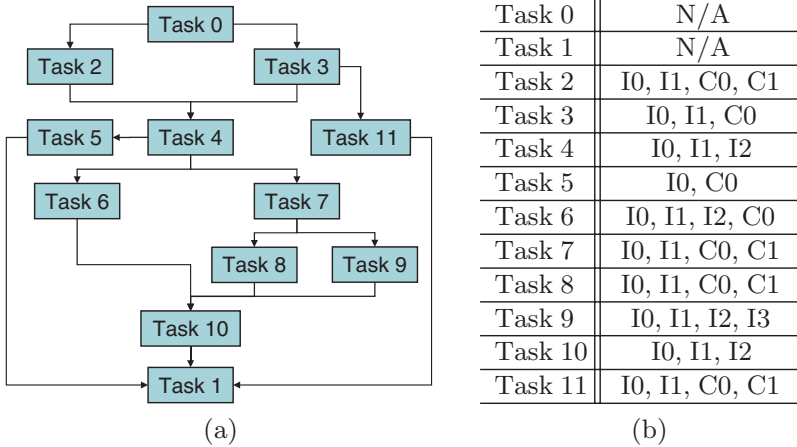 Task 0
Task 2
Task 3
Task 5
Task 4
Task 11
Task 6
Task 7
Task 8
Task 9
Task 10
Task 1
(a)
Task 0 N/A
Task 1 N/A
Task 2 I0, I1, C0, C1
Task 3 I0, I1, C0
Task 4 I0, I1, I2
Task 5 I0, C0
Task 6 I0, I1, I2, C0
Task 7 I0, I1, C0, C1
Task 8 I0, I1, C0, C1
Task 9 I0, I1, I2, I3
Task 10 I0, I1, I2
Task 11 I0, I1, C0, C1
(b)